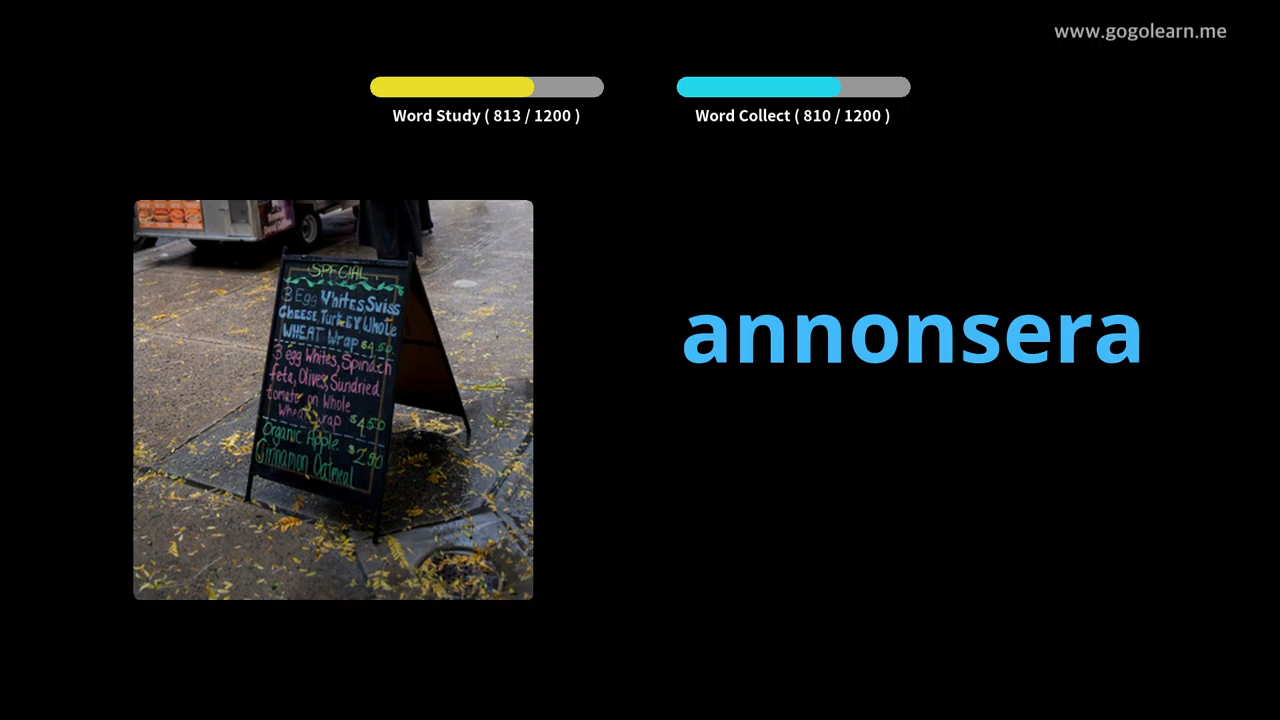 www.gogolearn.me
Word Study ( 813 / 1200 )
Word Collect ( 810 / 1200 )
annonsera
SPECIAL
3 Egg Whites, Swiss
Cheese, Turkey Whole
WHEAT Wrap $4.50
3 egg Whites, Spinach
feta, Olives, Sundried
tomato on Whole
Wheat Wrap $4.50
Organic Apple $2.50
Cinnamon Oatmeal